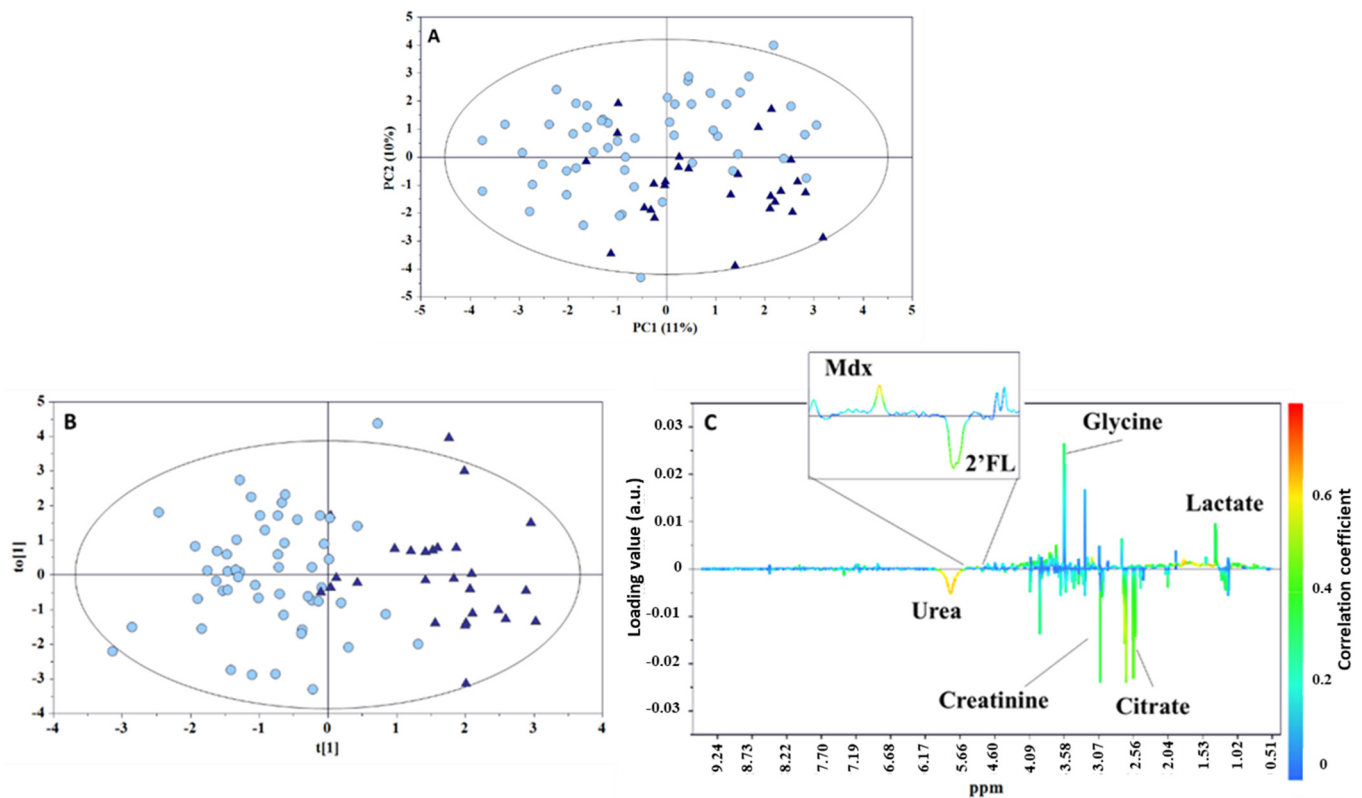 A
5
4
3
2
1
0
-1
-2
-3
-4
-5
PC2 (10%)
-5 -4 -3 -2 -1 0 1 2 3 4 5
PC1 (11%)
B
5
4
3
2
1
0
-1
-2
-3
-4
to[1]
-4 -3 -2 -1 0 1 2 3 4
t[1]
Mdx
2’FL
C
Glycine
Lactate
Urea
Creatinine
Citrate
0.03
0.02
0.01
0
-0.01
-0.02
-0.03
Loading value (a.u.)
9.24 8.73 8.22 7.70 7.19 6.68 6.17 5.66 4.60 4.09 3.58 3.07 2.56 2.04 1.53 1.02 0.51
ppm
0.6
0.4
0.2
0
Corrlation coefficient